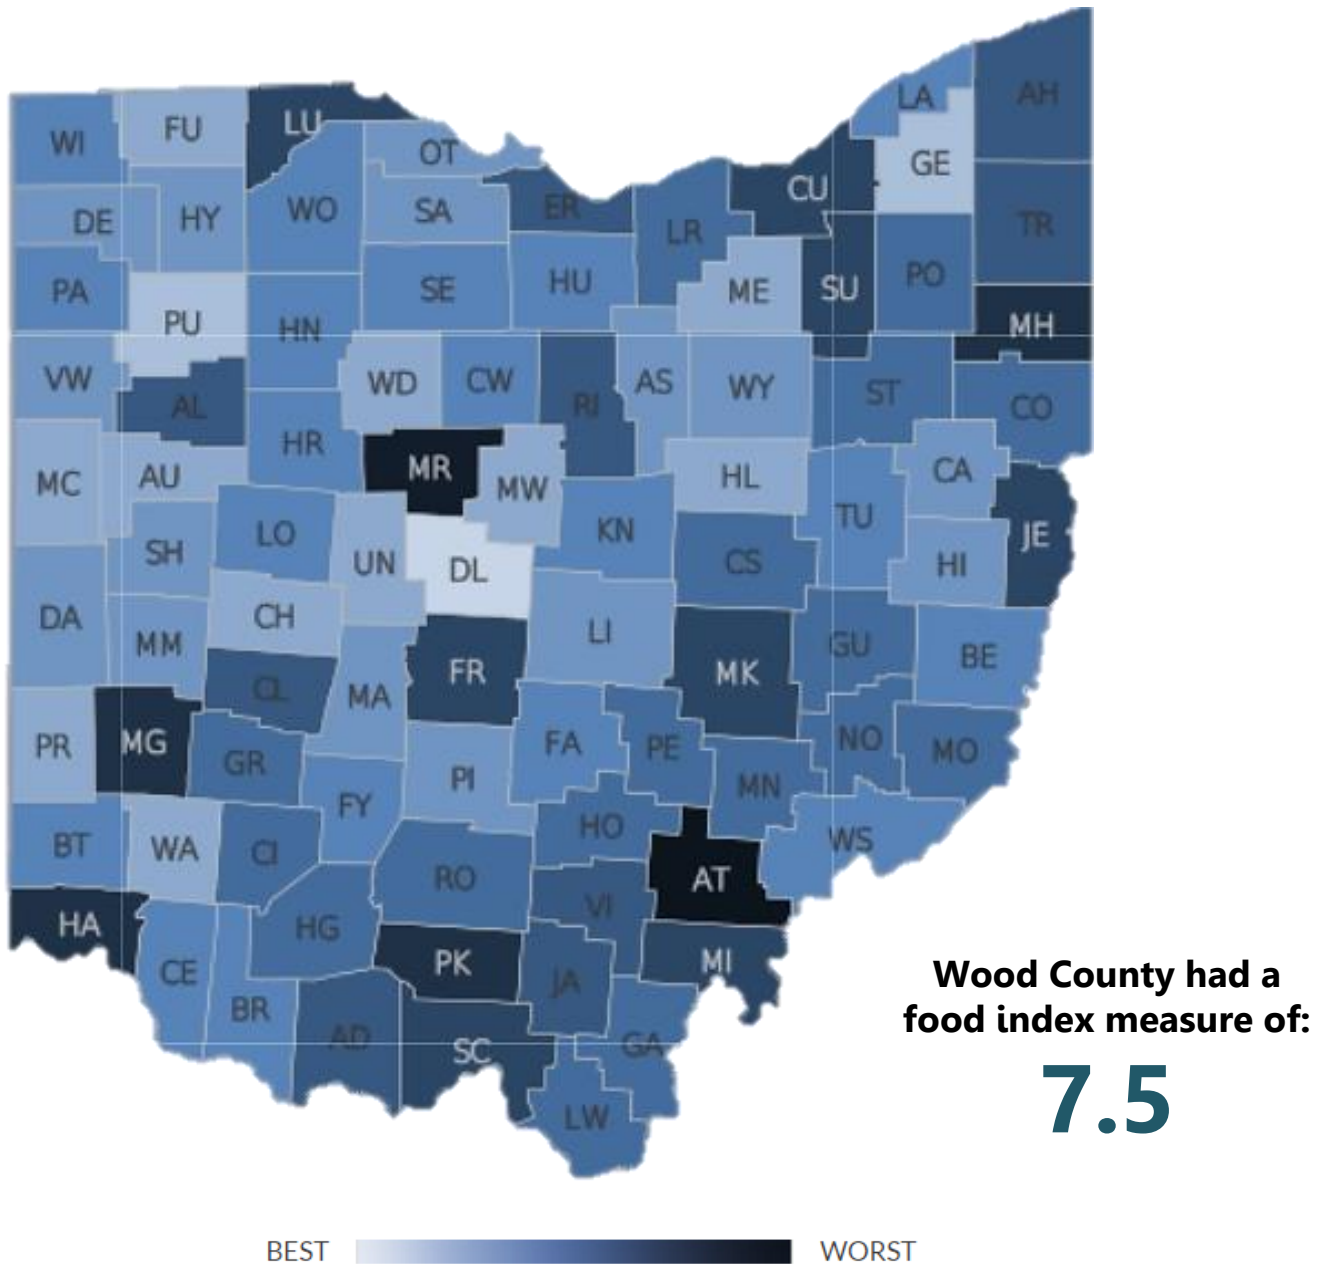 AH
LA
LU
FU
WI
OT
GE
CU
ER
SA
WO
HY
DE
LR
TR
PO
HU
SE
PA
ME
SU
PU
HN
MH
VW
WD
CW
AS
WY
ST
AL
RI
CO
HR
MR
MC
AU
MW
HL
CA
LO
KN
TU
JE
SH
UN
DL
CS
HI
DA
CH
MM
LI
GU
BE
CL
MA
FR
MK
PR
MG
GR
FA
PE
NO
MO
PI
MN
FY
BT
WA
CI
HO
WS
RO
AT
VI
HA
HG
CE
PK
JA
MI
BR
AD
SC
GA
LW
Wood County had a
food index measure of:
7.5
BEST WORST